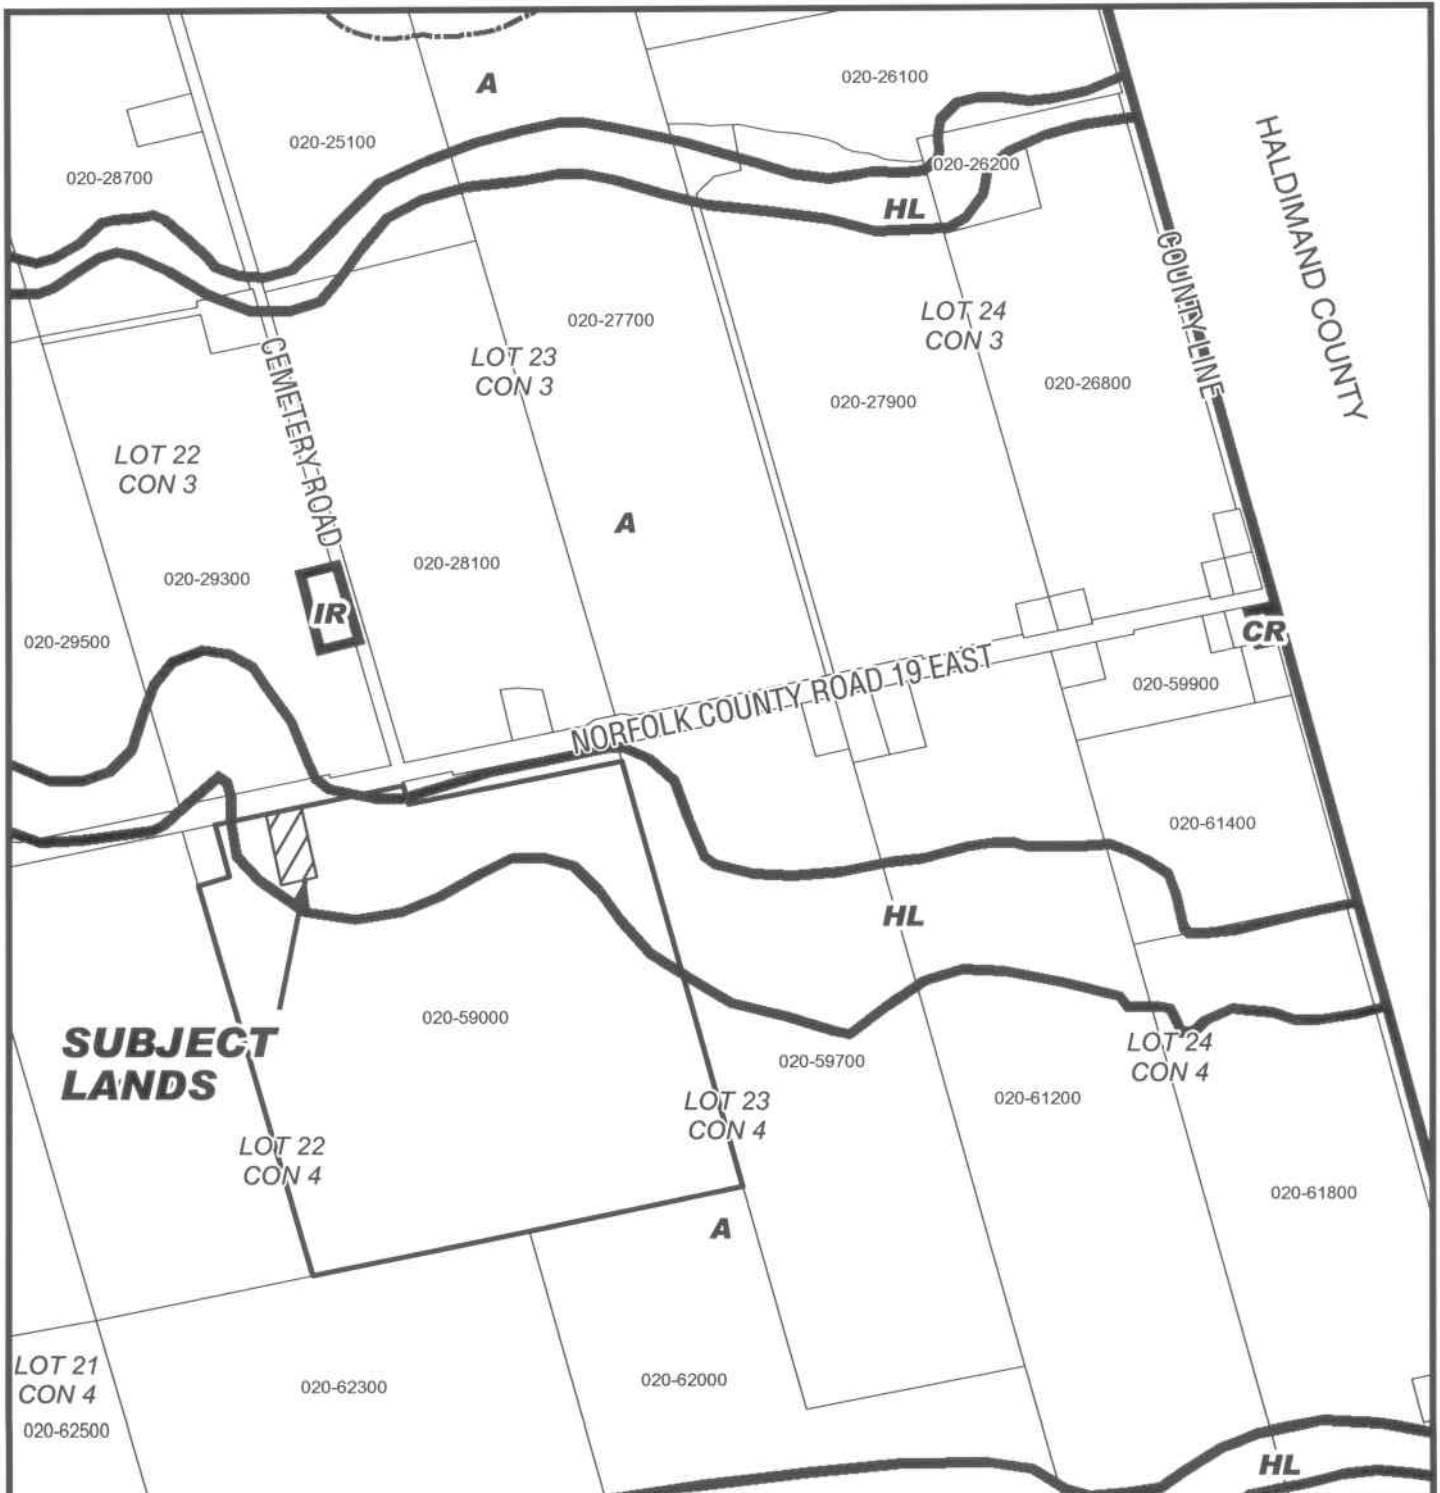 A
020-26100
020-25100
020-28700
020-26200
HL
HALDIMAND COUNTY
COUNTY LINE
LOT 24
CON 3
020-27700
LOT 23
CON 3
CEMETERY ROAD
020-26800
020-27900
LOT 22
CON 3
A
020-28100
020-29300
IR
020-29500
CR
NORFOLK COUNTY ROAD 19 EAST
020-59900
020-61400
HL
020-59000
SUBJECT
LANDS
LOT 24
CON 4
020-59700
020-61200
LOT 23
CON 4
LOT 22
CON 4
020-61800
A
LOT 21
CON 4
020-62500
020-62300
020-62000
HL